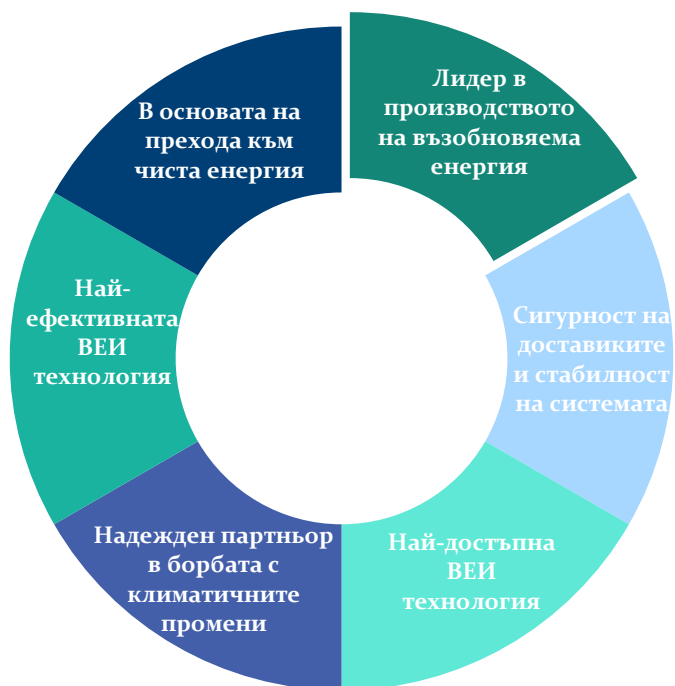 Лидер в
производството
на възобновяема
енергия
Сигурност на
доставиките
и стабилност
на системата
Най-достъпна
ВЕИ
технология
Надежден партньор
в борбата с
климатичните
промени
Най-
ефективната
ВЕИ
технология
В основата на
прехода към
чиста енергия